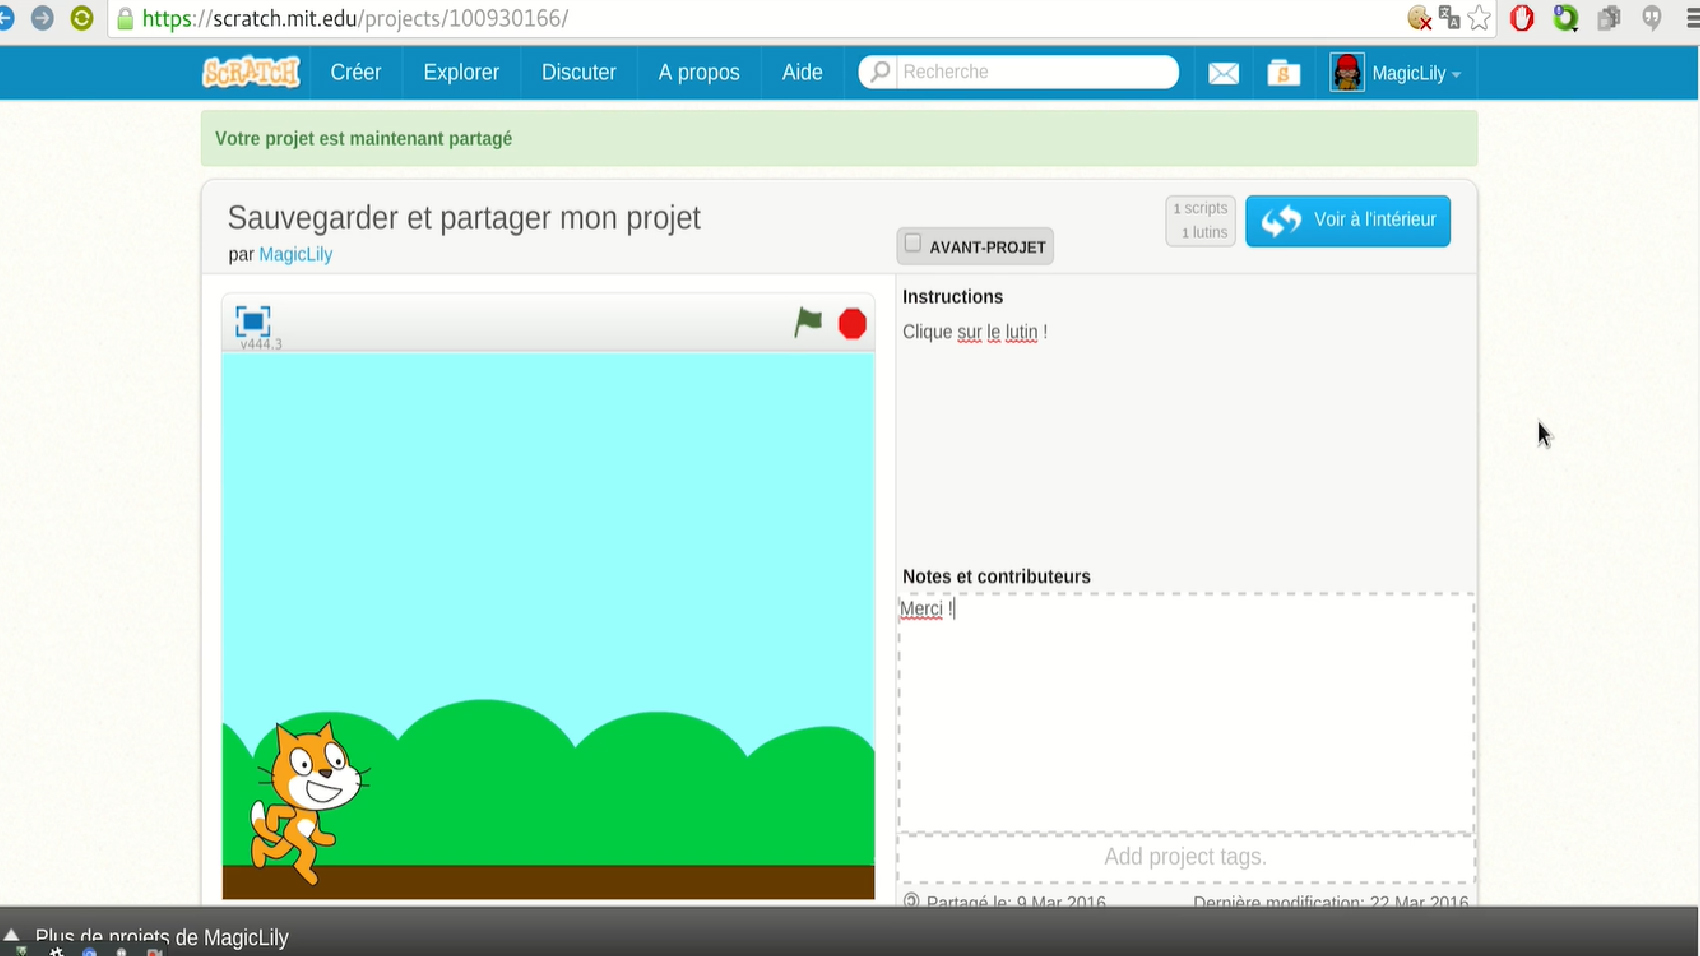 https://scratch.mit.edu/projects/100930166/
SCRATCH Créer Explorer Discuter A propos Aide Recherche MagicLily
Votre projet est maintenant partagé
Sauvegarder et partager mon projet
par MagicLily
AVANT-PROJET
1 scripts
1 lutins
Voir à l'intérieur
v444.3
Instructions
Clique sur le lutin !
Notes et contributeurs
Merci !
Add project tags.
Partagé le: 9 Mar 2016 Dernière modification: 22 Mar 2016
Plus de projets de MagicLily